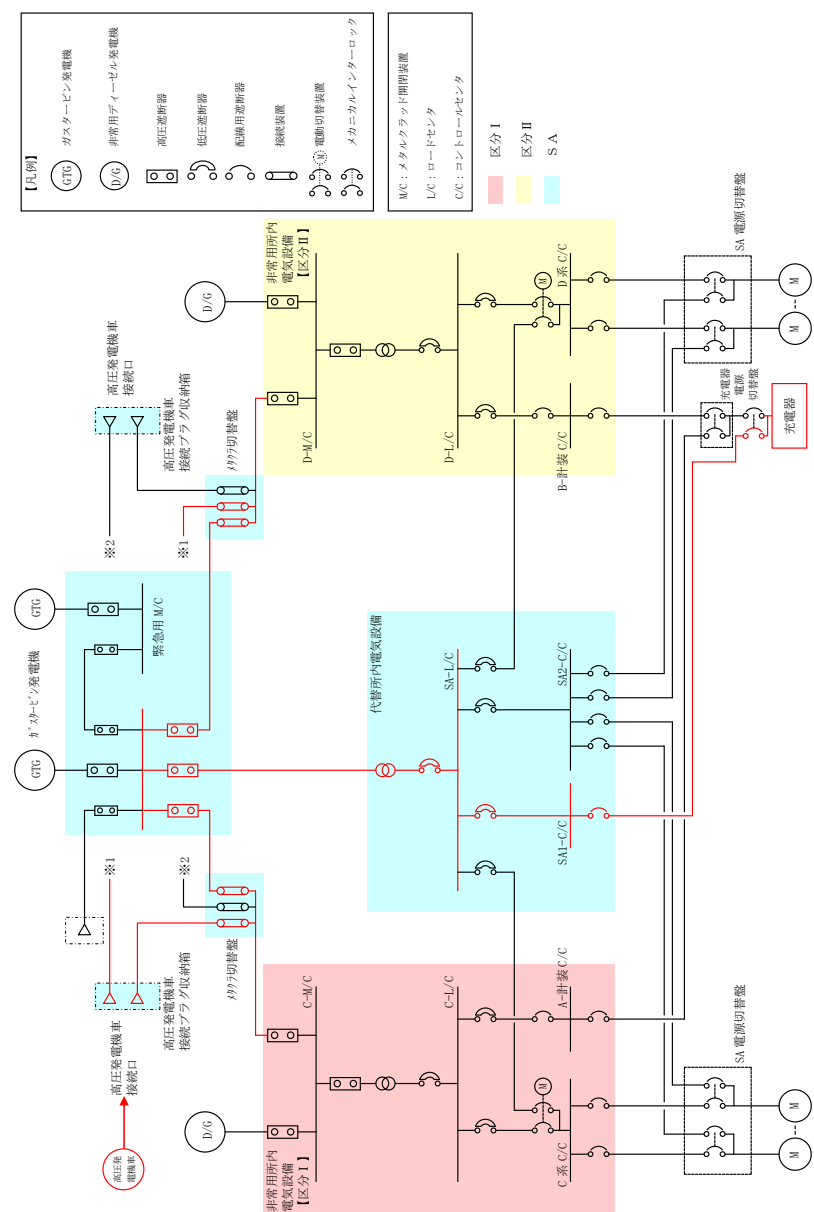 【凡例】
GTG
ガスタービン発電機
D/G
非常用ディーゼル発電機
高圧遮断器
低圧遮断器
配線用遮断器
接続装置
M
電動切替装置
メカニカルインターロック
M/C：メタルクラッド開閉装置
L/C：ロードセンタ
C/C：コントロールセンタ
区分Ⅰ
区分Ⅱ
ＳＡ
高圧発電機車
接続口
高圧発電機車
接続プラグ収納箱
※2
※1
ﾒﾀｸﾗ切替盤
D/G
非常用所内
電気設備
【区分Ⅱ】
D-M/C
D-L/C
M
D系 C/C
B-計装 C/C
SA 電源切替盤
M
M
充電器
電源
切替盤
充電器
GTG
緊急用 M/C
ｶﾞｽﾀｰﾋﾞﾝ発電機
GTG
代替所内電気設備
SA-L/C
SA2-C/C
SA1-C/C
※1
※2
ﾒﾀｸﾗ切替盤
高圧発電機車
接続プラグ収納箱
高圧発電機車
接続口
高圧発
電機車
D/G
非常用所内
電気設備
【区分Ⅰ】
C-M/C
C-L/C
A-計装 C/C
M
C系 C/C
SA 電源切替盤
M
M